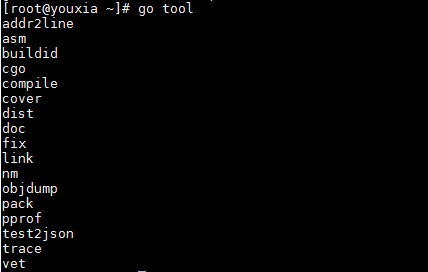 [root@youxia ~]# go tool
addr2line
asm
buildid
cgo
compile
cover
dist
doc
fix
link
nm
objdump
pack
pprof
test2json
trace
vet